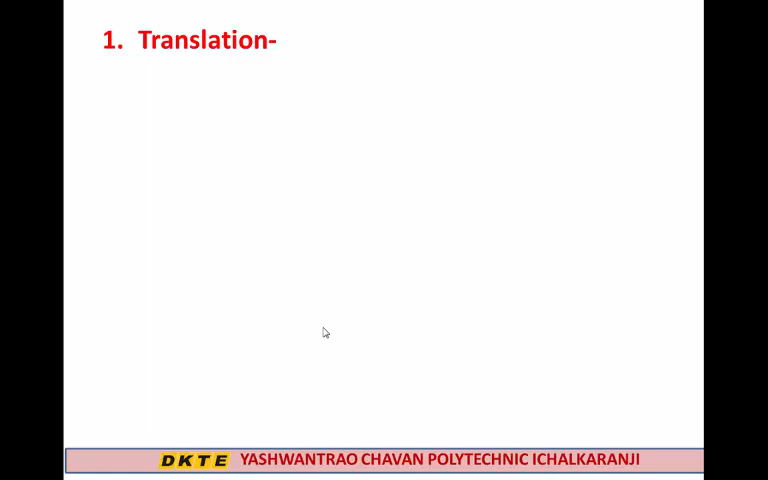 1. Translation-
DKTE YASHWANTRAO CHAVAN POLYTECHNIC ICHALKARANJI